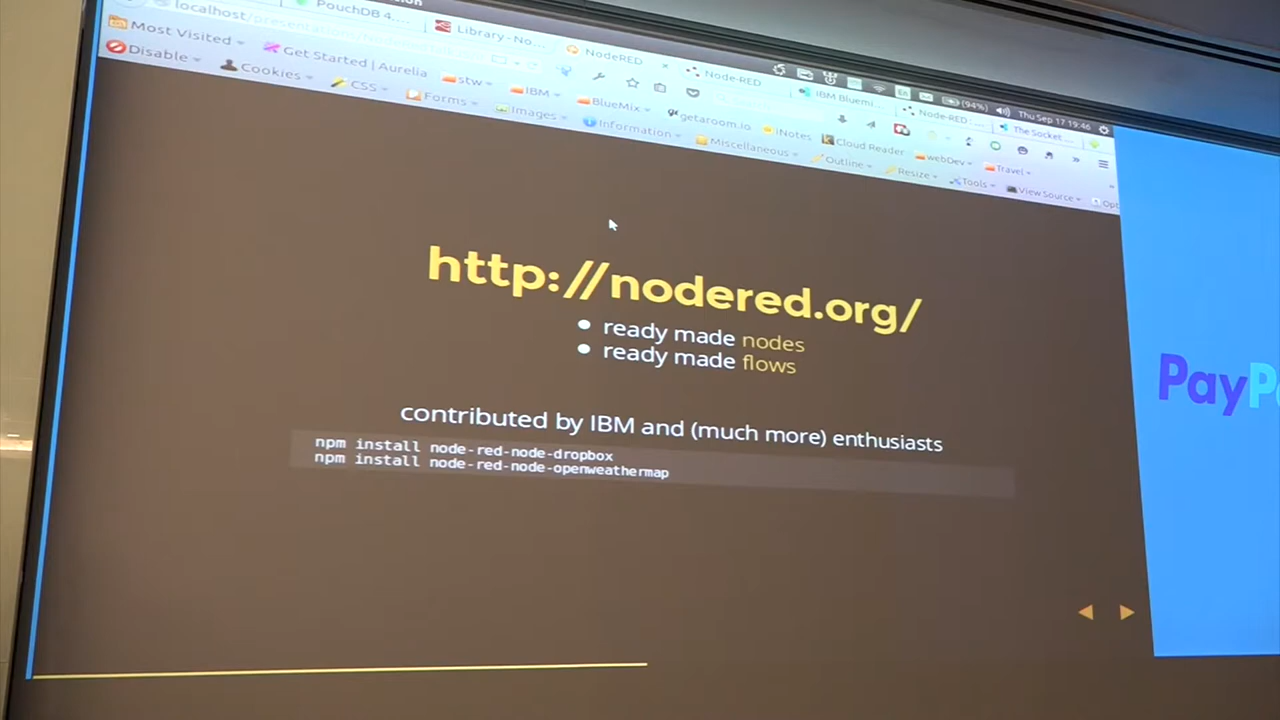 PouchDB 4....
Library - No...
NodeRED
Node-RED
IBM Bluemi...
Node-RED : ...
The Socket ...
(94%)
Thu Sep 17 19:46
localhost/
Most Visited
Get Started | Aurelia
stw
IBM
BlueMix
getaroom.io
iNotes
Cloud Reader
webDev
Travel
Disable
Cookies
CSS
Forms
Images
Information
Miscellaneous
Outline
Resize
Tools
View Source
Opt
http://nodered.org/
• ready made nodes
• ready made flows
contributed by IBM and (much more) enthusiasts
npm install node-red-node-dropbox
npm install node-red-node-openweathermap
PayP